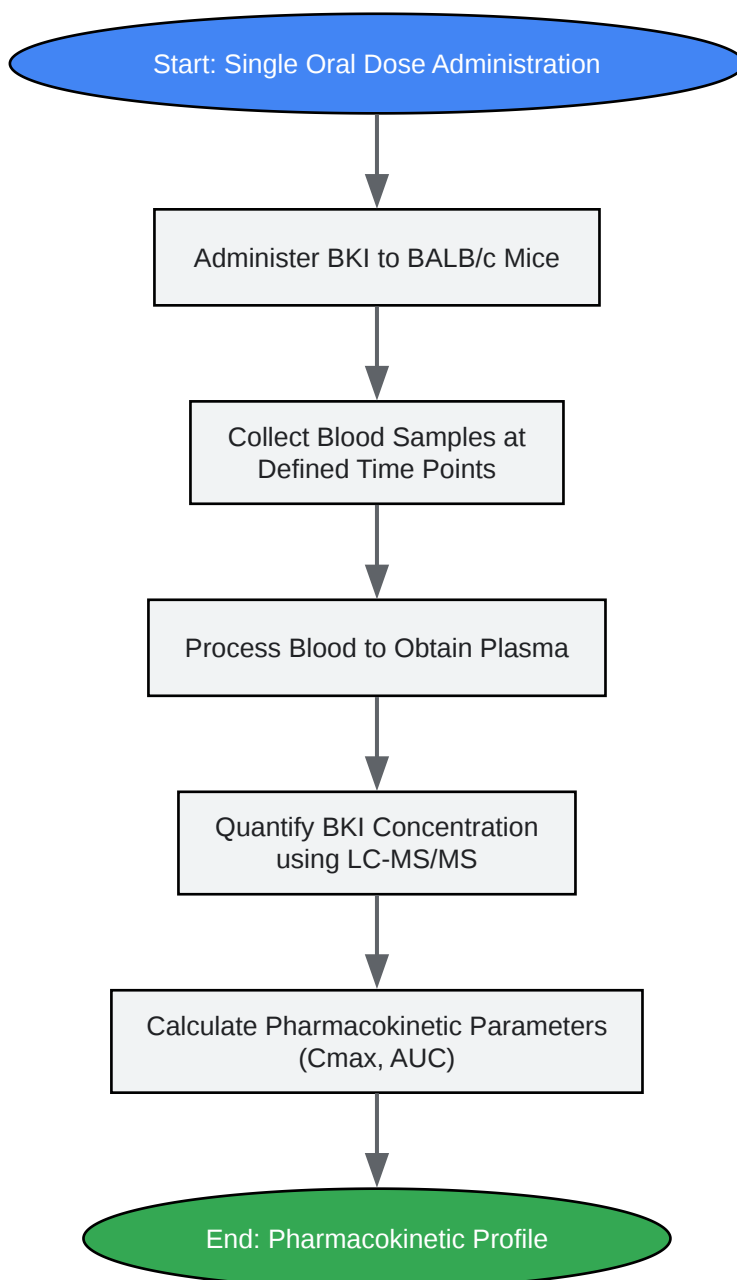 Start: Single Oral Dose Administration
Administer BKI to BALB/c Mice
Collect Blood Samples at
Defined Time Points
Process Blood to Obtain Plasma
Quantify BKI Concentration
using LC-MS/MS
Calculate Pharmacokinetic Parameters
(Cmax, AUC)
End: Pharmacokinetic Profile